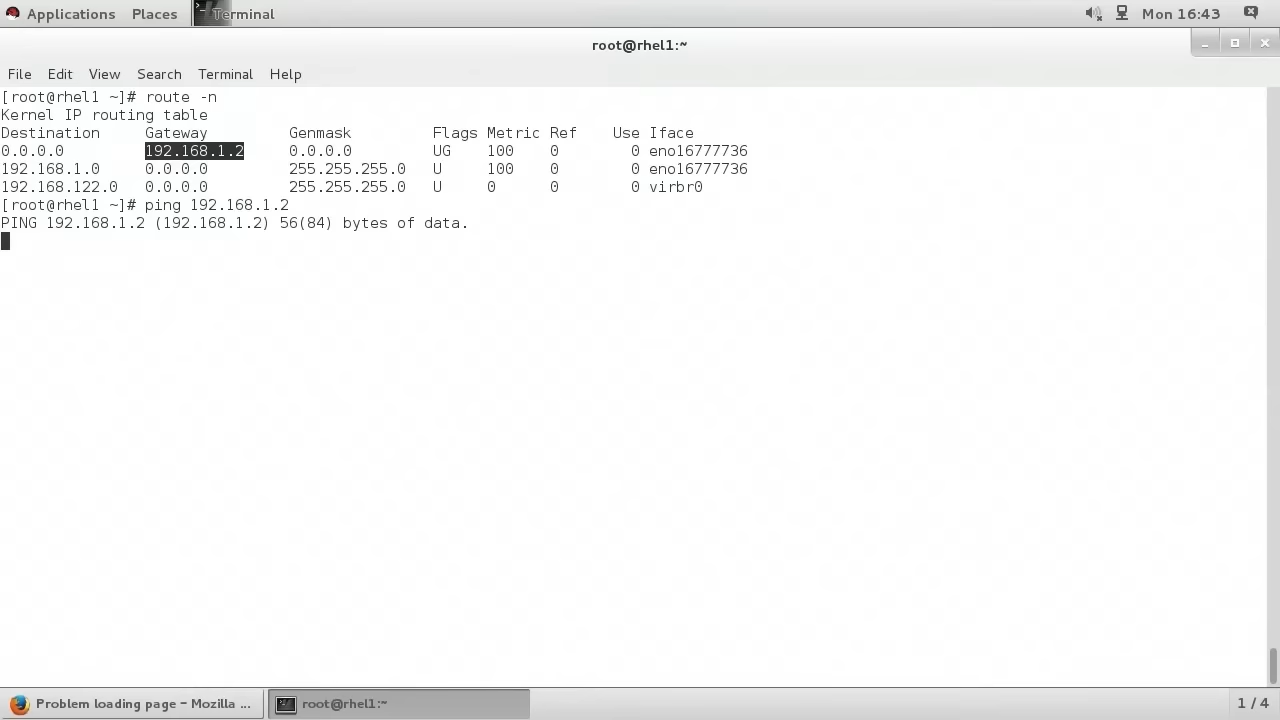 Applications Places Terminal Mon 16:43
root@rhel1:~
File Edit View Search Terminal Help
[root@rhel1 ~]# route -n
Kernel IP routing table
Destination     Gateway         Genmask         Flags Metric Ref    Use Iface
0.0.0.0         192.168.1.2     0.0.0.0         UG    100    0        0 eno16777736
192.168.1.0     0.0.0.0         255.255.255.0   U     100    0        0 eno16777736
192.168.122.0   0.0.0.0         255.255.255.0   U     0      0        0 virbr0
[root@rhel1 ~]# ping 192.168.1.2
PING 192.168.1.2 (192.168.1.2) 56(84) bytes of data.
Problem loading page - Mozilla ... root@rhel1:~ 1 / 4